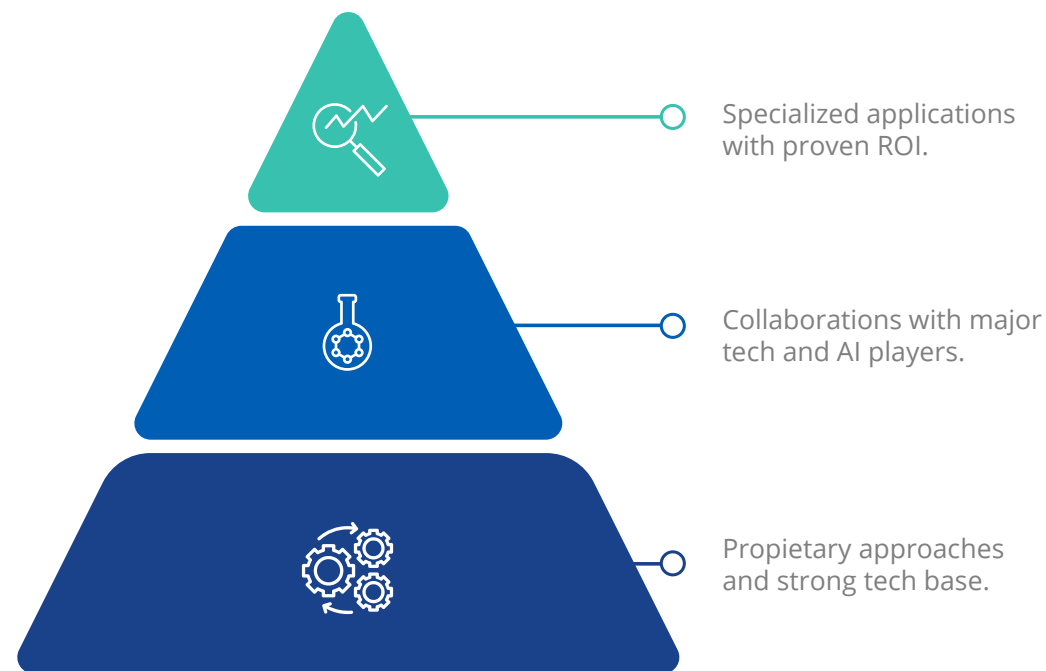 Specialized applications
with proven ROI.
Collaborations with major
tech and AI players.
Propietary approaches
and strong tech base.